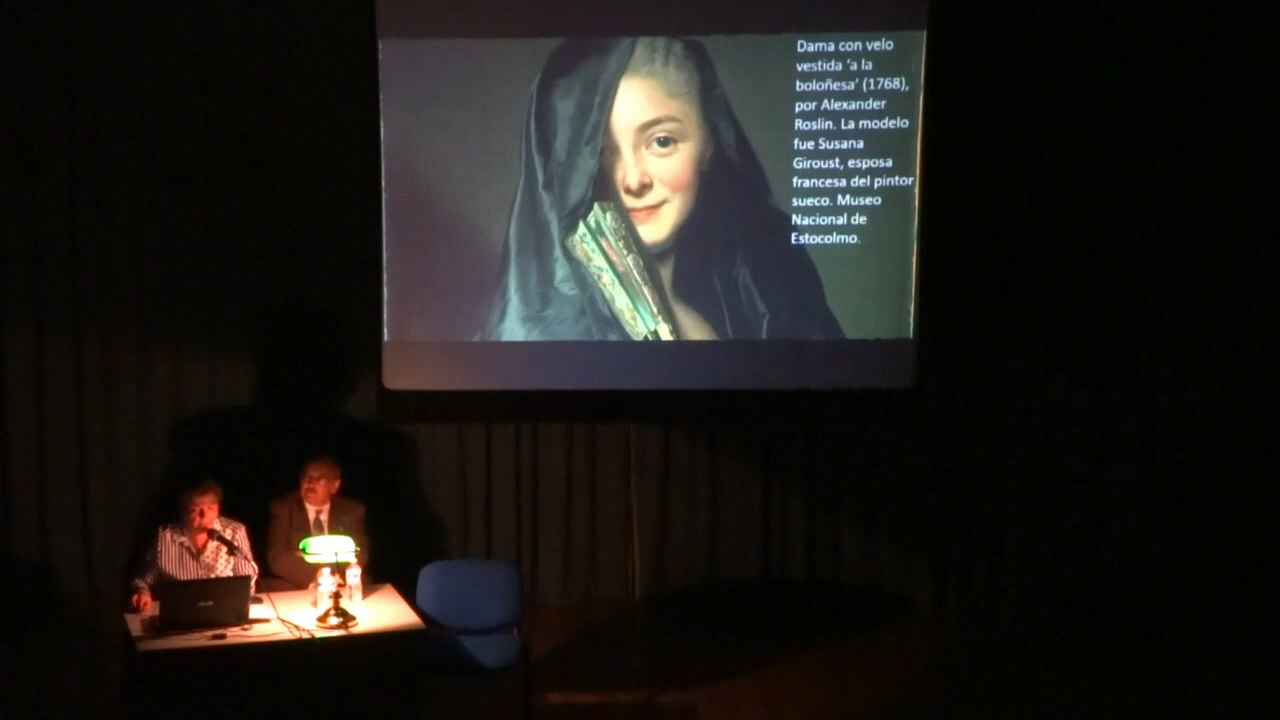 Dama con velo
vestida ‘a la
boloñesa’ (1768),
por Alexander
Roslin. La modelo
fue Susana
Giroust, esposa
francesa del pintor
sueco. Museo
Nacional de
Estocolmo.